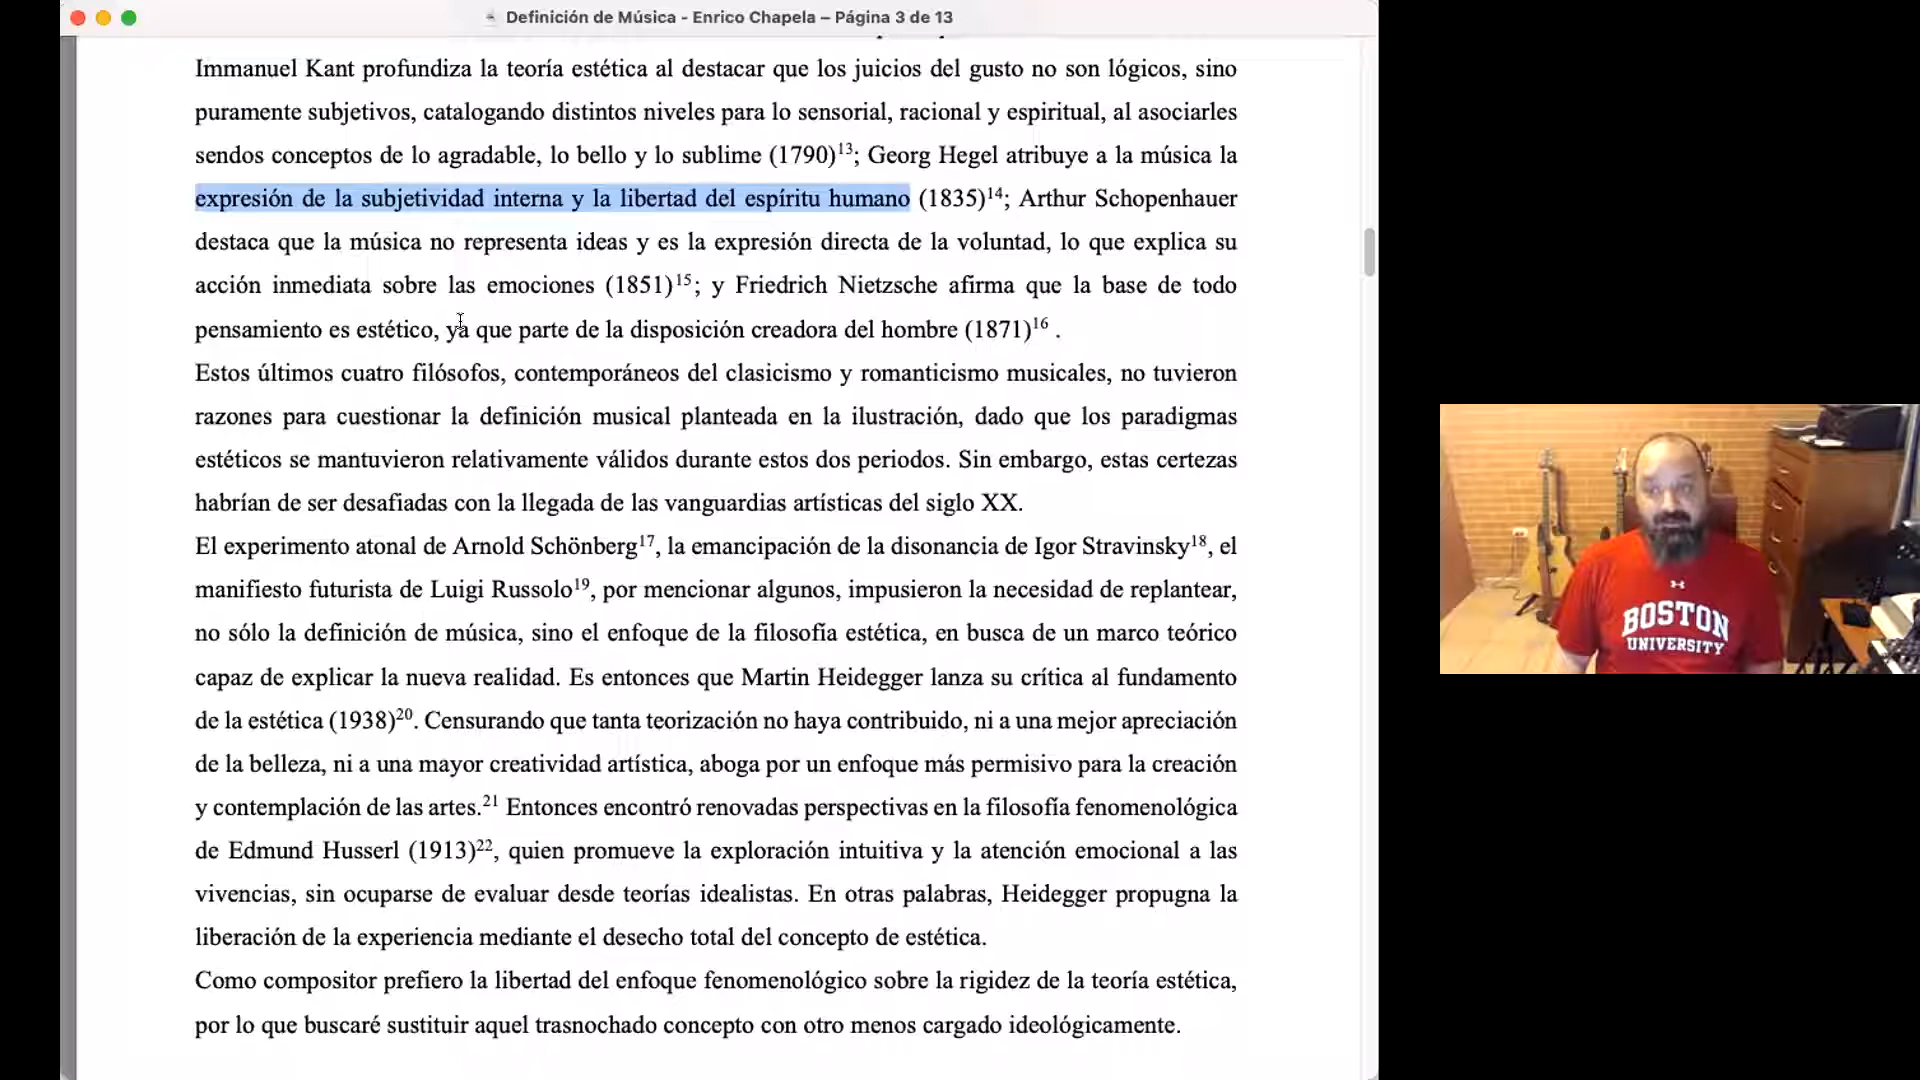 Definición de Música - Enrico Chapela – Página 3 de 13
Immanuel Kant profundiza la teoría estética al destacar que los juicios del gusto no son lógicos, sino
puramente subjetivos, catalogando distintos niveles para lo sensorial, racional y espiritual, al asociarles
sendos conceptos de lo agradable, lo bello y lo sublime (1790)13; Georg Hegel atribuye a la música la
expresión de la subjetividad interna y la libertad del espíritu humano (1835)14; Arthur Schopenhauer
destaca que la música no representa ideas y es la expresión directa de la voluntad, lo que explica su
acción inmediata sobre las emociones (1851)15; y Friedrich Nietzsche afirma que la base de todo
pensamiento es estético, ya que parte de la disposición creadora del hombre (1871)16 .
Estos últimos cuatro filósofos, contemporáneos del clasicismo y romanticismo musicales, no tuvieron
razones para cuestionar la definición musical planteada en la ilustración, dado que los paradigmas
estéticos se mantuvieron relativamente válidos durante estos dos periodos. Sin embargo, estas certezas
habrían de ser desafiadas con la llegada de las vanguardias artísticas del siglo XX.
El experimento atonal de Arnold Schönberg17, la emancipación de la disonancia de Igor Stravinsky18, el
manifiesto futurista de Luigi Russolo19, por mencionar algunos, impusieron la necesidad de replantear,
no sólo la definición de música, sino el enfoque de la filosofía estética, en busca de un marco teórico
capaz de explicar la nueva realidad. Es entonces que Martin Heidegger lanza su crítica al fundamento
de la estética (1938)20. Censurando que tanta teorización no haya contribuido, ni a una mejor apreciación
de la belleza, ni a una mayor creatividad artística, aboga por un enfoque más permisivo para la creación
y contemplación de las artes.21 Entonces encontró renovadas perspectivas en la filosofía fenomenológica
de Edmund Husserl (1913)22, quien promueve la exploración intuitiva y la atención emocional a las
vivencias, sin ocuparse de evaluar desde teorías idealistas. En otras palabras, Heidegger propugna la
liberación de la experiencia mediante el desecho total del concepto de estética.
Como compositor prefiero la libertad del enfoque fenomenológico sobre la rigidez de la teoría estética,
por lo que buscaré sustituir aquel trasnochado concepto con otro menos cargado ideológicamente.
BOSTON
UNIVERSITY